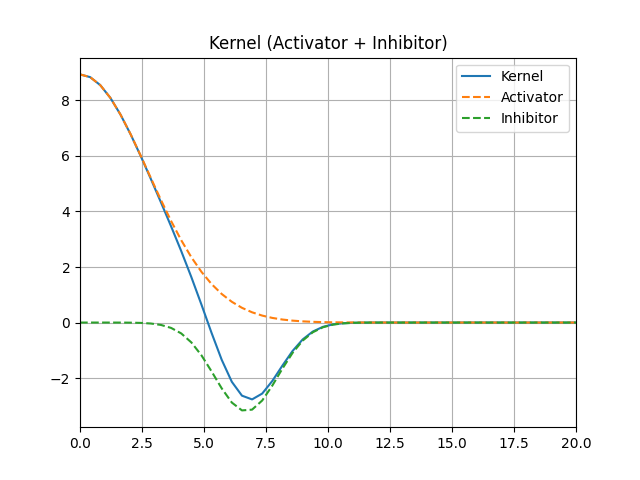 Kernel (Activator + Inhibitor)
Kernel
Activator
Inhibitor
8
6
4
2
0
−2
0.0 2.5 5.0 7.5 10.0 12.5 15.0 17.5 20.0